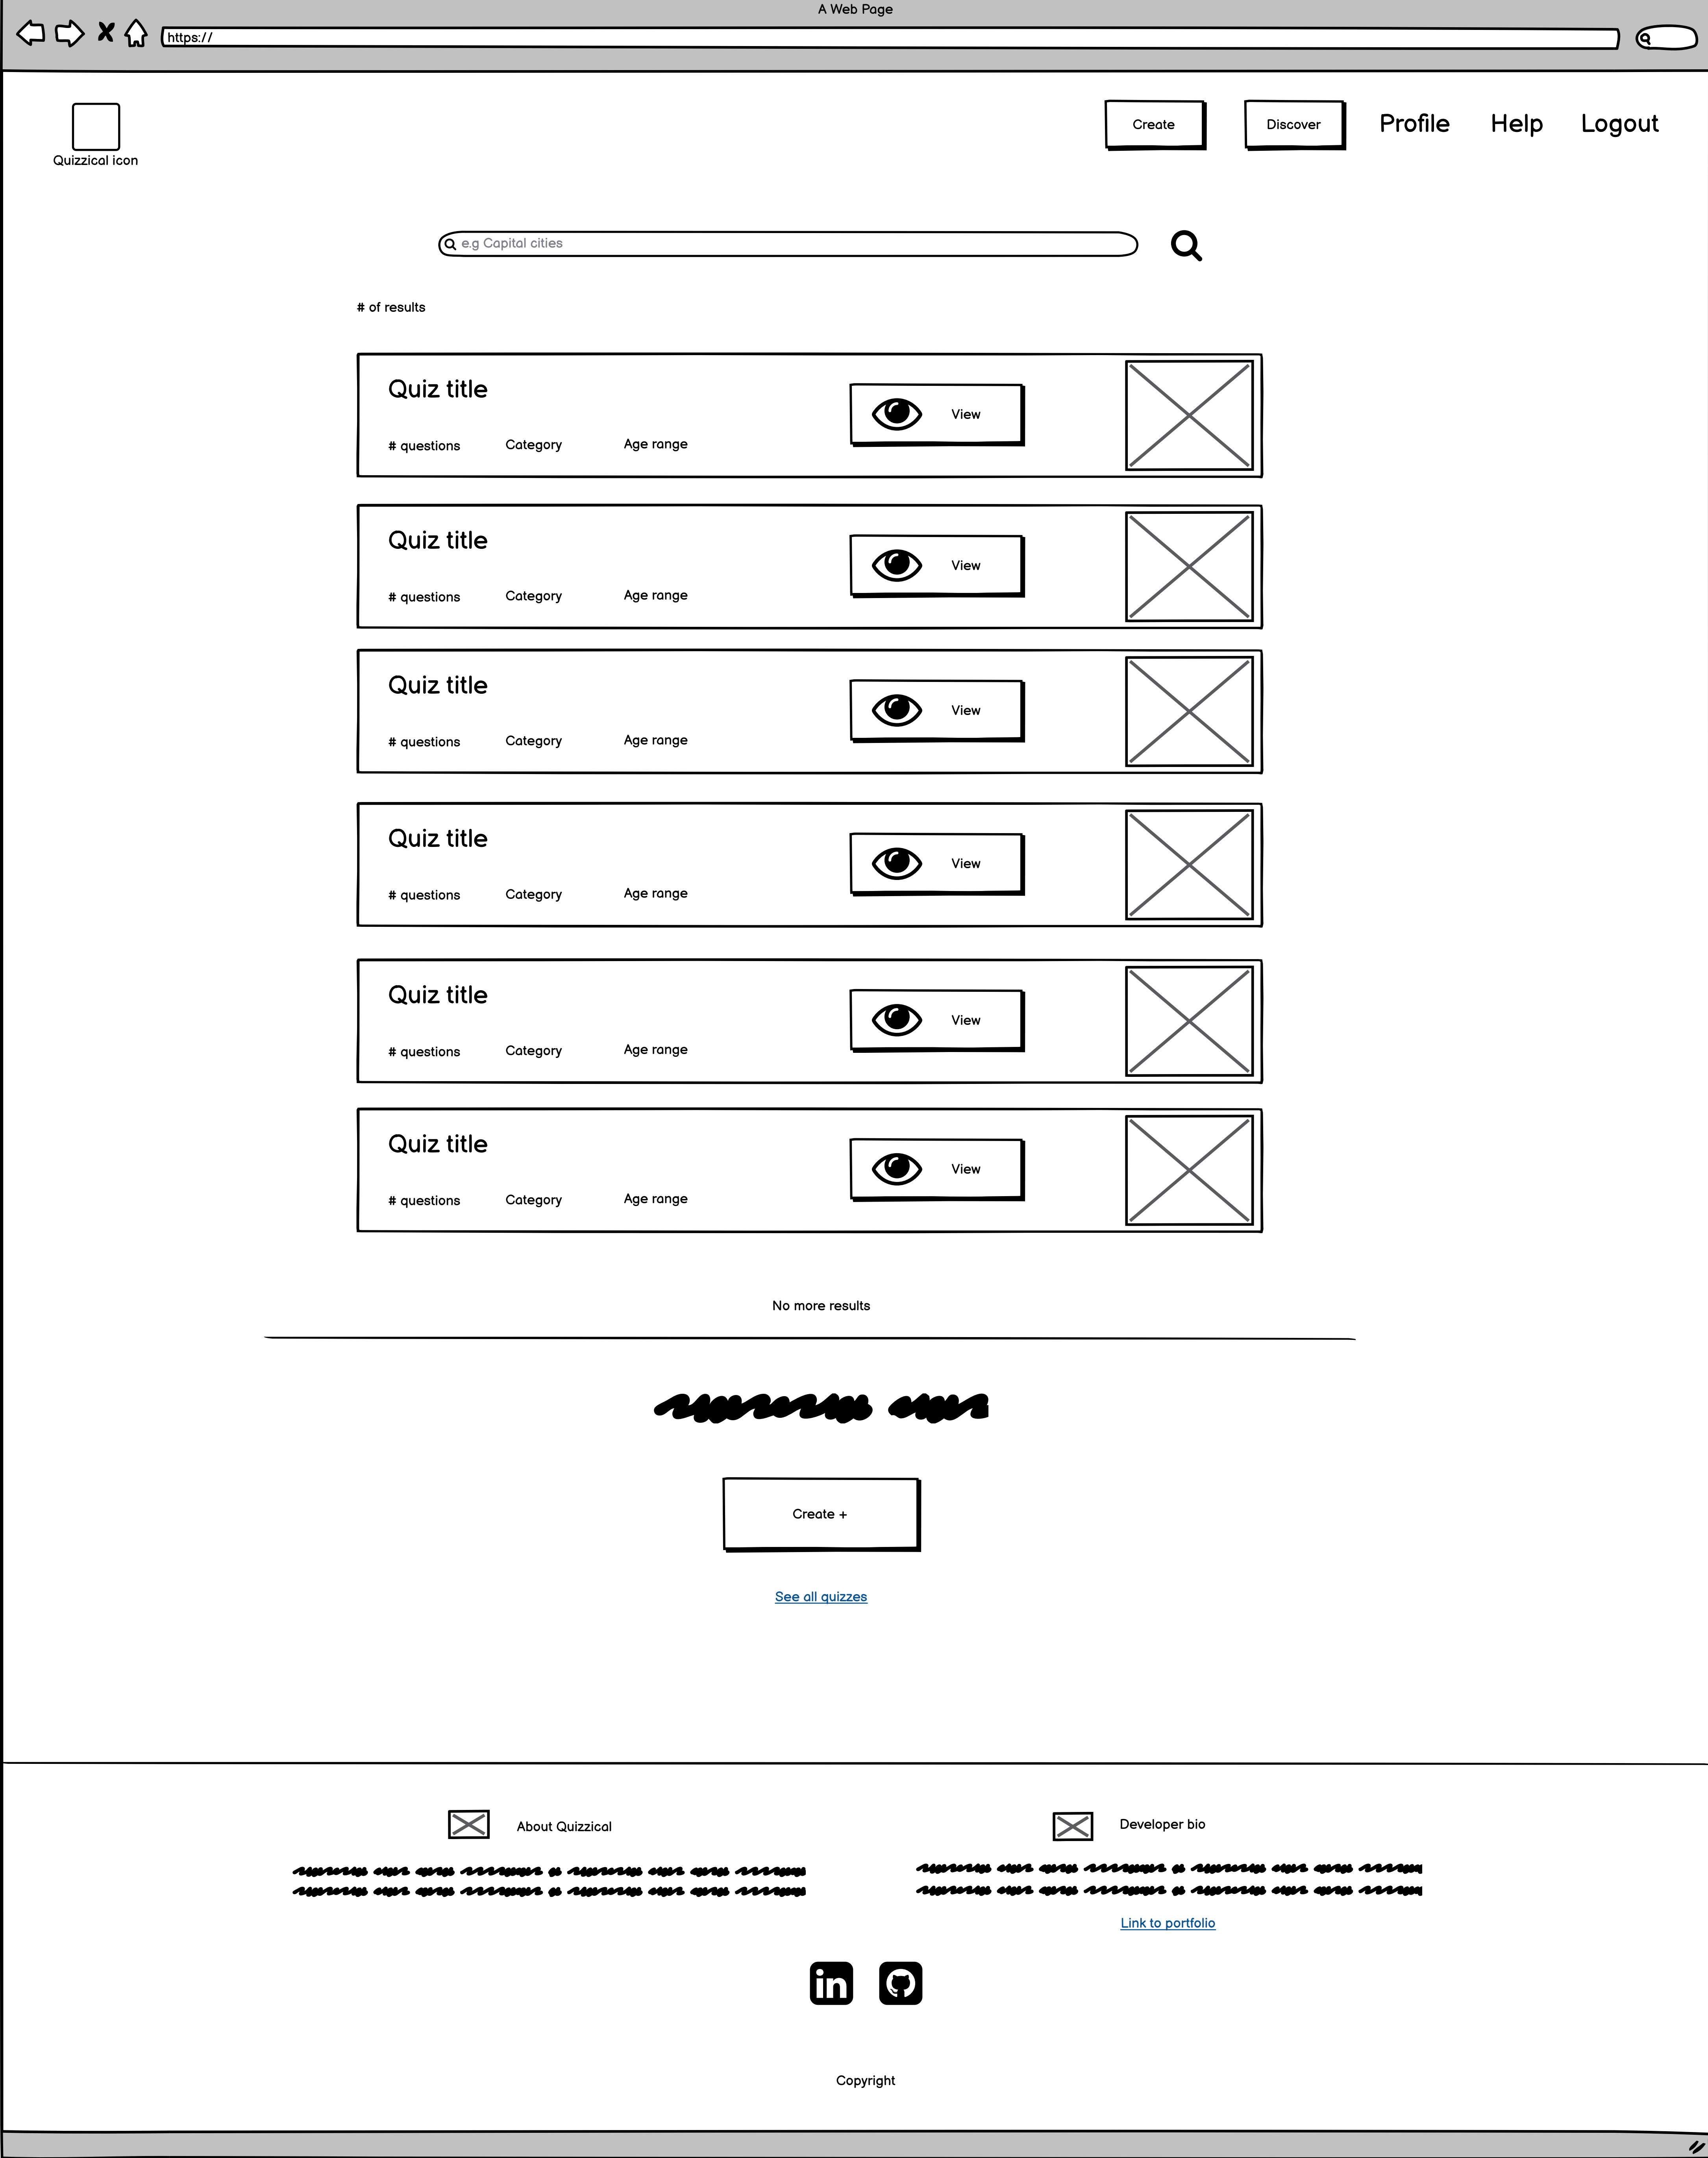 A Web Page
https://
Create Discover Profile Help Logout
Quizzical icon
e.g Capital cities
# of results
Quiz title
View
# questions Category Age range
Quiz title
View
# questions Category Age range
Quiz title
View
# questions Category Age range
Quiz title
View
# questions Category Age range
Quiz title
View
# questions Category Age range
Quiz title
View
# questions Category Age range
No more results
Create +
See all quizzes
About Quizzical
Developer bio
Link to portfolio
in
Copyright